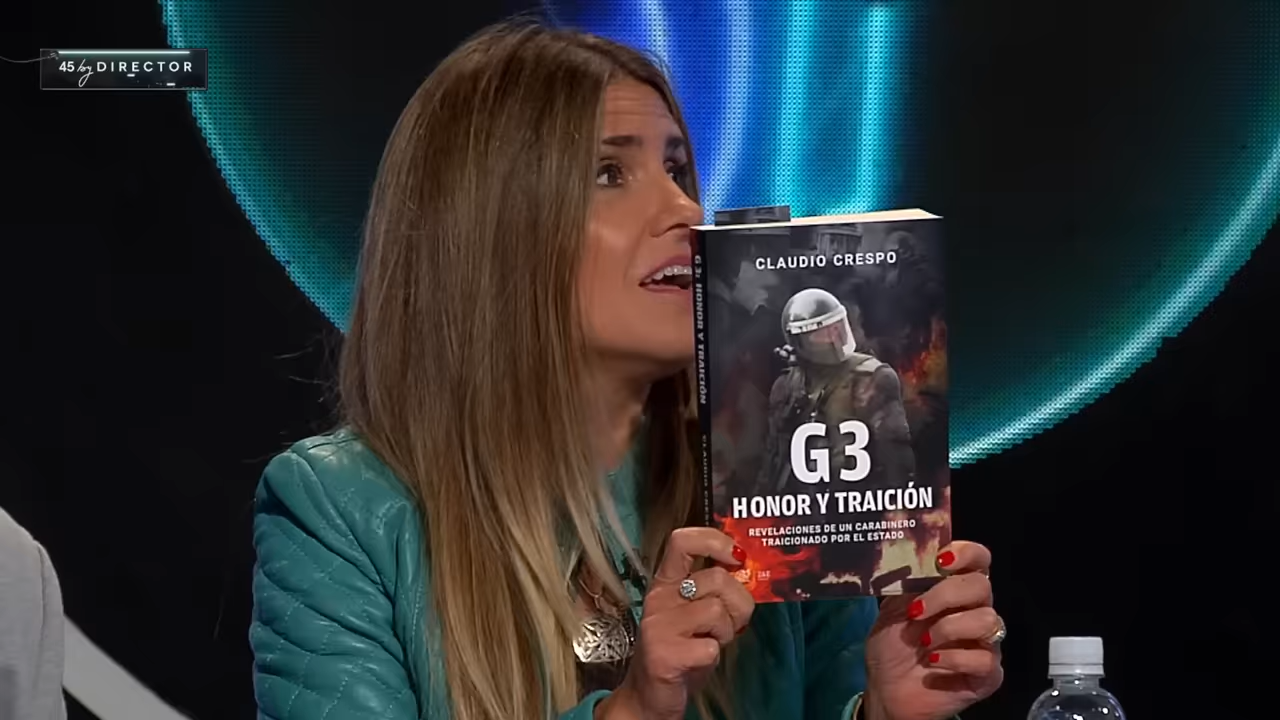 45 by DIRECTOR
CLAUDIO CRESPO
G3: HONOR Y TRAICIÓN
G3
HONOR Y TRAICIÓN
REVELACIONES DE UN CARABINERO
TRAICIONADO POR EL ESTADO